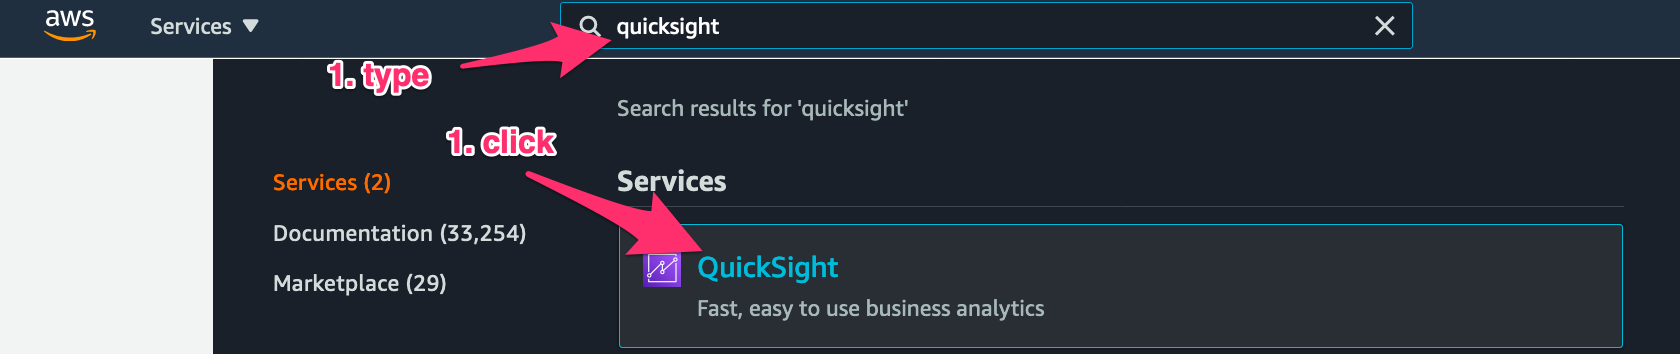 aws
Services ▼
quicksight
1. type
Search results for 'quicksight'
1. click
Services (2)
Documentation (33,254)
Marketplace (29)
Services
QuickSight
Fast, easy to use business analytics